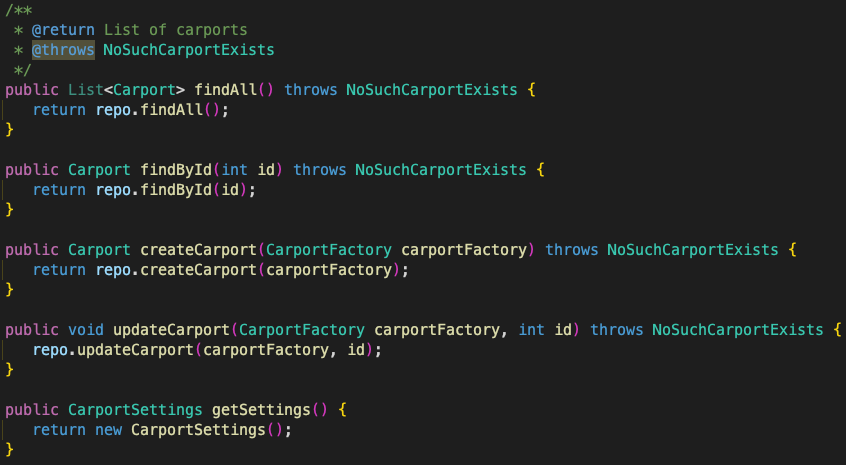 /**
 * @return List of carports
 * @throws NoSuchCarportExists
 */
public List<Carport> findAll() throws NoSuchCarportExists {
   return repo.findAll();
}
public Carport findById(int id) throws NoSuchCarportExists {
   return repo.findById(id);
}
public Carport createCarport(CarportFactory carportFactory) throws NoSuchCarportExists {
   return repo.createCarport(carportFactory);
}
public void updateCarport(CarportFactory carportFactory, int id) throws NoSuchCarportExists {
   repo.updateCarport(carportFactory, id);
}
public CarportSettings getSettings() {
   return new CarportSettings();
}